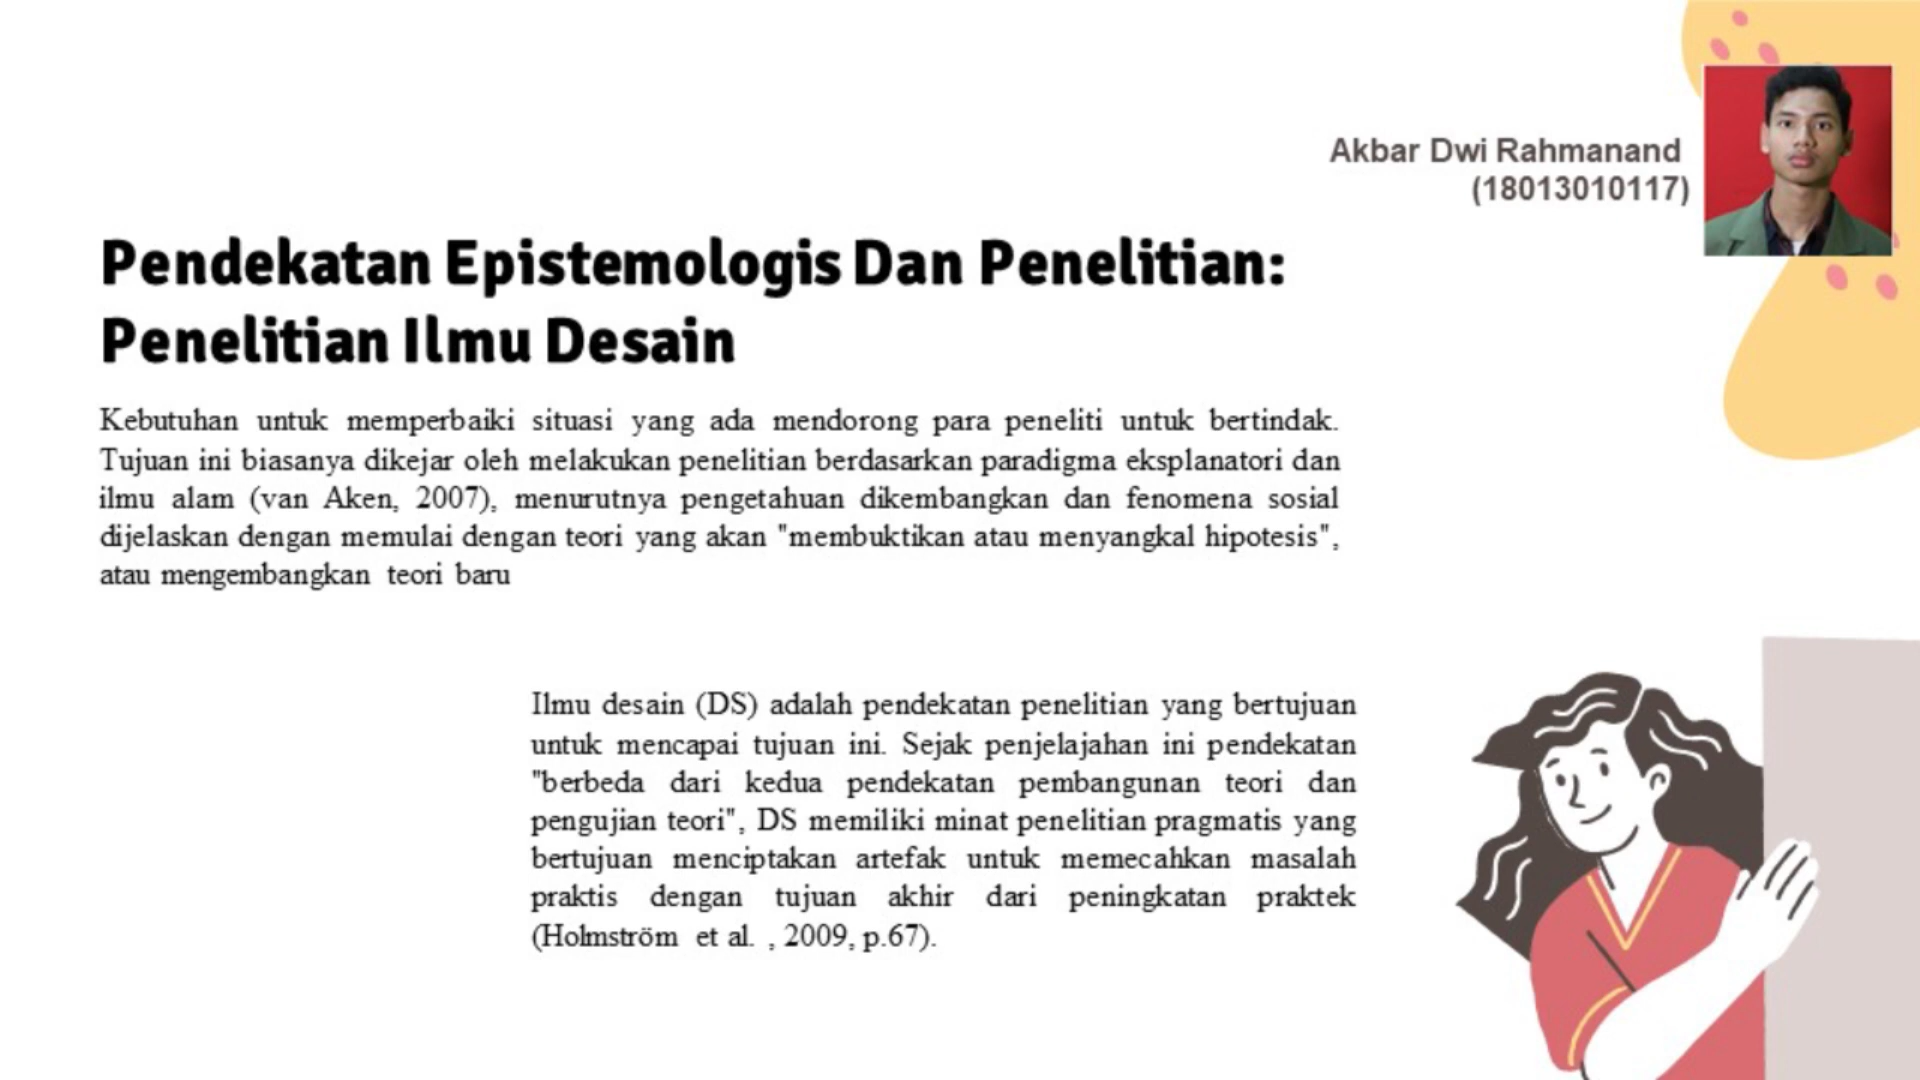 Akbar Dwi Rahmanand
(18013010117)
Pendekatan Epistemologis Dan Penelitian:
Penelitian Ilmu Desain
Kebutuhan untuk memperbaiki situasi yang ada mendorong para peneliti untuk bertindak.
Tujuan ini biasanya dikejar oleh melakukan penelitian berdasarkan paradigma eksplanatori dan
ilmu alam (van Aken, 2007), menurutnya pengetahuan dikembangkan dan fenomena sosial
dijelaskan dengan memulai dengan teori yang akan "membuktikan atau menyangkal hipotesis",
atau mengembangkan teori baru
Ilmu desain (DS) adalah pendekatan penelitian yang bertujuan
untuk mencapai tujuan ini. Sejak penjelajahan ini pendekatan
"berbeda dari kedua pendekatan pembangunan teori dan
pengujian teori", DS memiliki minat penelitian pragmatis yang
bertujuan menciptakan artefak untuk memecahkan masalah
praktis dengan tujuan akhir dari peningkatan praktek
(Holmström et al. , 2009, p.67).